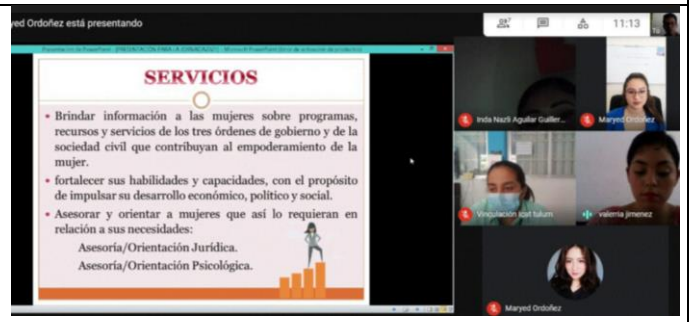 yed Ordoñez está presentando
11:13
Tú
SERVICIOS
• Brindar información a las mujeres sobre programas,
recursos y servicios de los tres órdenes de gobierno y de la
sociedad civil que contribuyan al empoderamiento de la
mujer.
• fortalecer sus habilidades y capacidades, con el propósito
de impulsar su desarrollo económico, político y social.
• Asesorar y orientar a mujeres que así lo requieran en
relación a sus necesidades:
Asesoría/Orientación Jurídica.
Asesoría/Orientación Psicológica.
Inda Nazli Aguilar Guiller...
Maryed Ordoñez
Vinculación icat tulum
valeria jimenez
Maryed Ordoñez